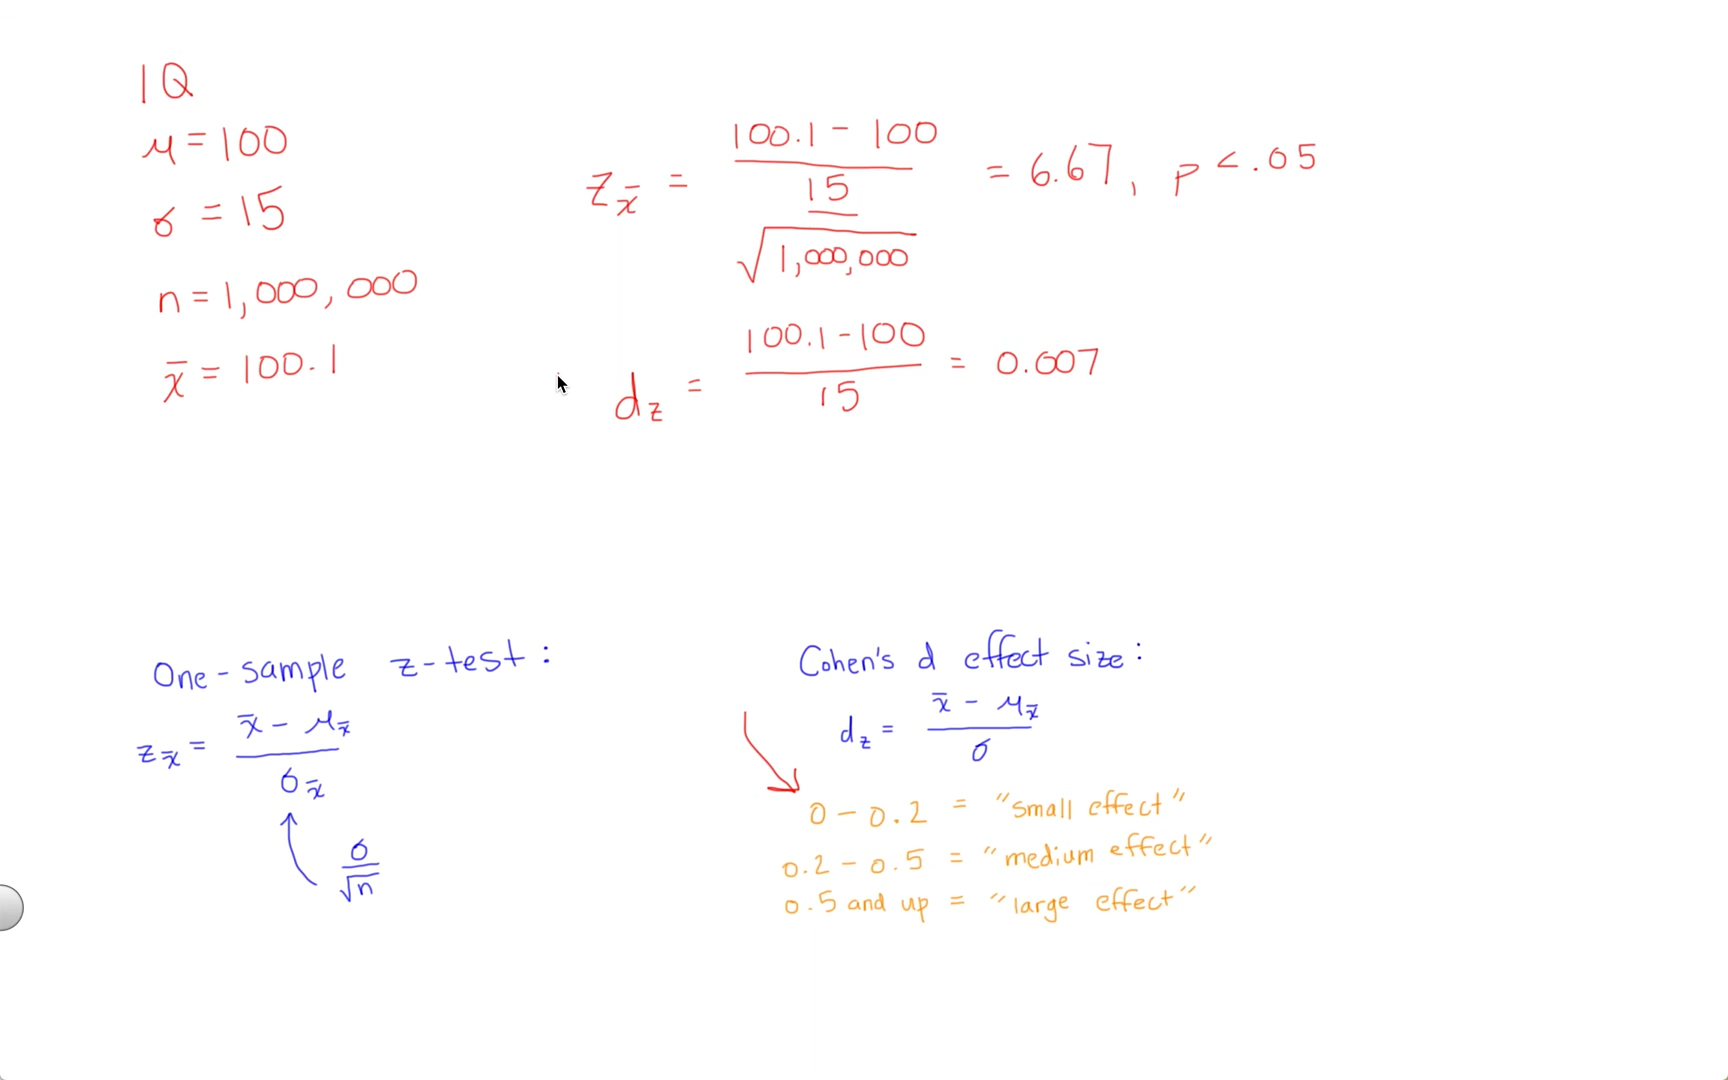 IQ
μ = 100
σ = 15
n = 1,000,000
x̄ = 100.1
z_x̄ = (100.1 - 100) / (15 / √1,000,000) = 6.67, p < .05
d_z = (100.1 - 100) / 15 = 0.007
One-sample z-test:
z_x̄ = (x̄ - μ_x̄) / σ_x̄
σ / √n
Cohen's d effect size:
d_z = (x̄ - μ_x̄) / σ
0 - 0.2 = "small effect"
0.2 - 0.5 = "medium effect"
0.5 and up = "large effect"